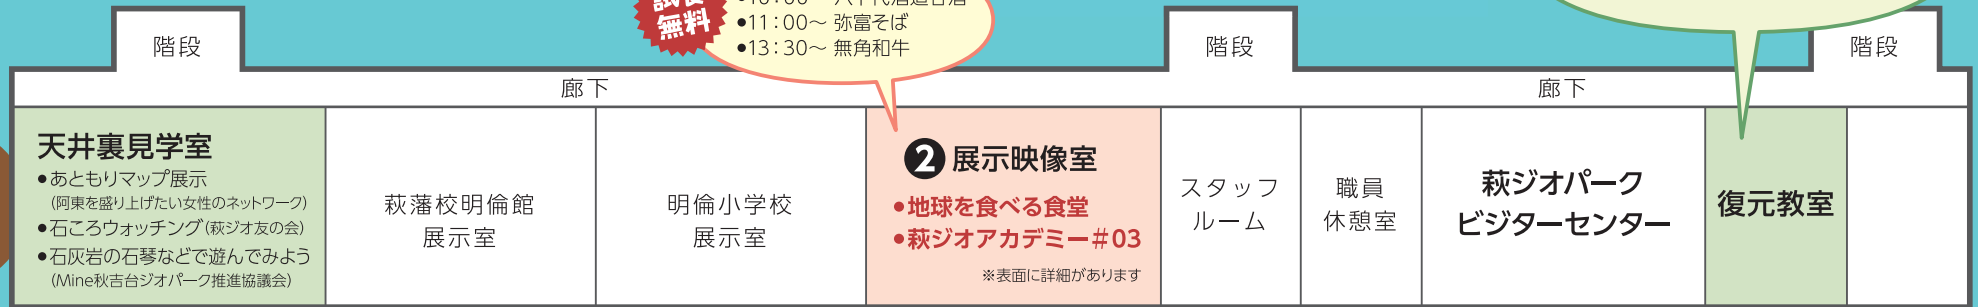 無料
●11：00～ 弥富そば
●13：30～ 無角和牛
階段
階段
階段
廊下
廊下
天井裏見学室
●あともりマップ展示
（阿東を盛り上げたい女性のネットワーク）
●石ころウォッチング（萩ジオ友の会）
●石灰岩の石琴などで遊んでみよう
（Mine秋吉台ジオパーク推進協議会）
萩藩校明倫館
展示室
明倫小学校
展示室
❷展示映像室
●地球を食べる食堂
●萩ジオアカデミー＃03
※表面に詳細があります
スタッフ
ルーム
職員
休憩室
萩ジオパーク
ビジターセンター
復元教室